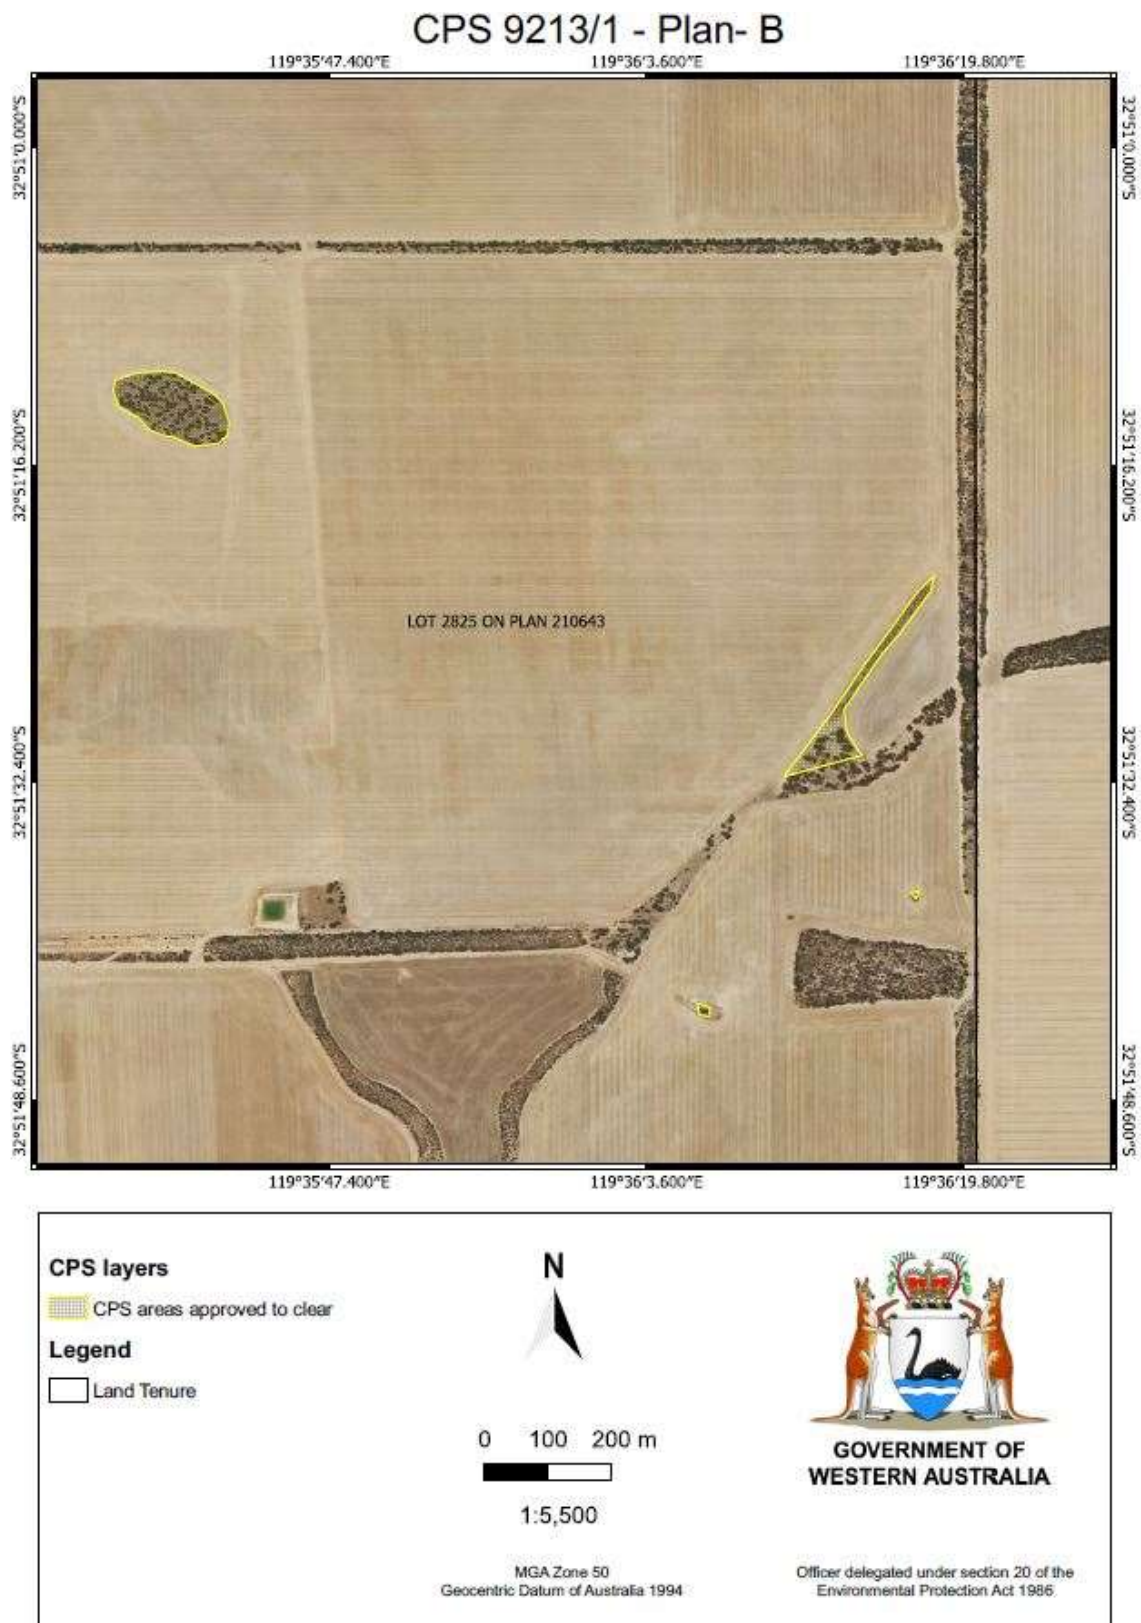 CPS 9213/1 - Plan- B
119°35'47.400"E 119°36'3.600"E 119°36'19.800"E
32°51'0.000"S 32°51'0.000"S
32°51'16.200"S 32°51'16.200"S
LOT 2825 ON PLAN 210643
32°51'32.400"S 32°51'32.400"S
32°51'48.600"S 32°51'48.600"S
119°35'47.400"E 119°36'3.600"E 119°36'19.800"E
CPS layers
CPS areas approved to clear
Legend
Land Tenure
N
0 100 200 m
1:5,500
MGA Zone 50
Geocentric Datum of Australia 1994
GOVERNMENT OF
WESTERN AUSTRALIA
Officer delegated under section 20 of the
Environmental Protection Act 1986